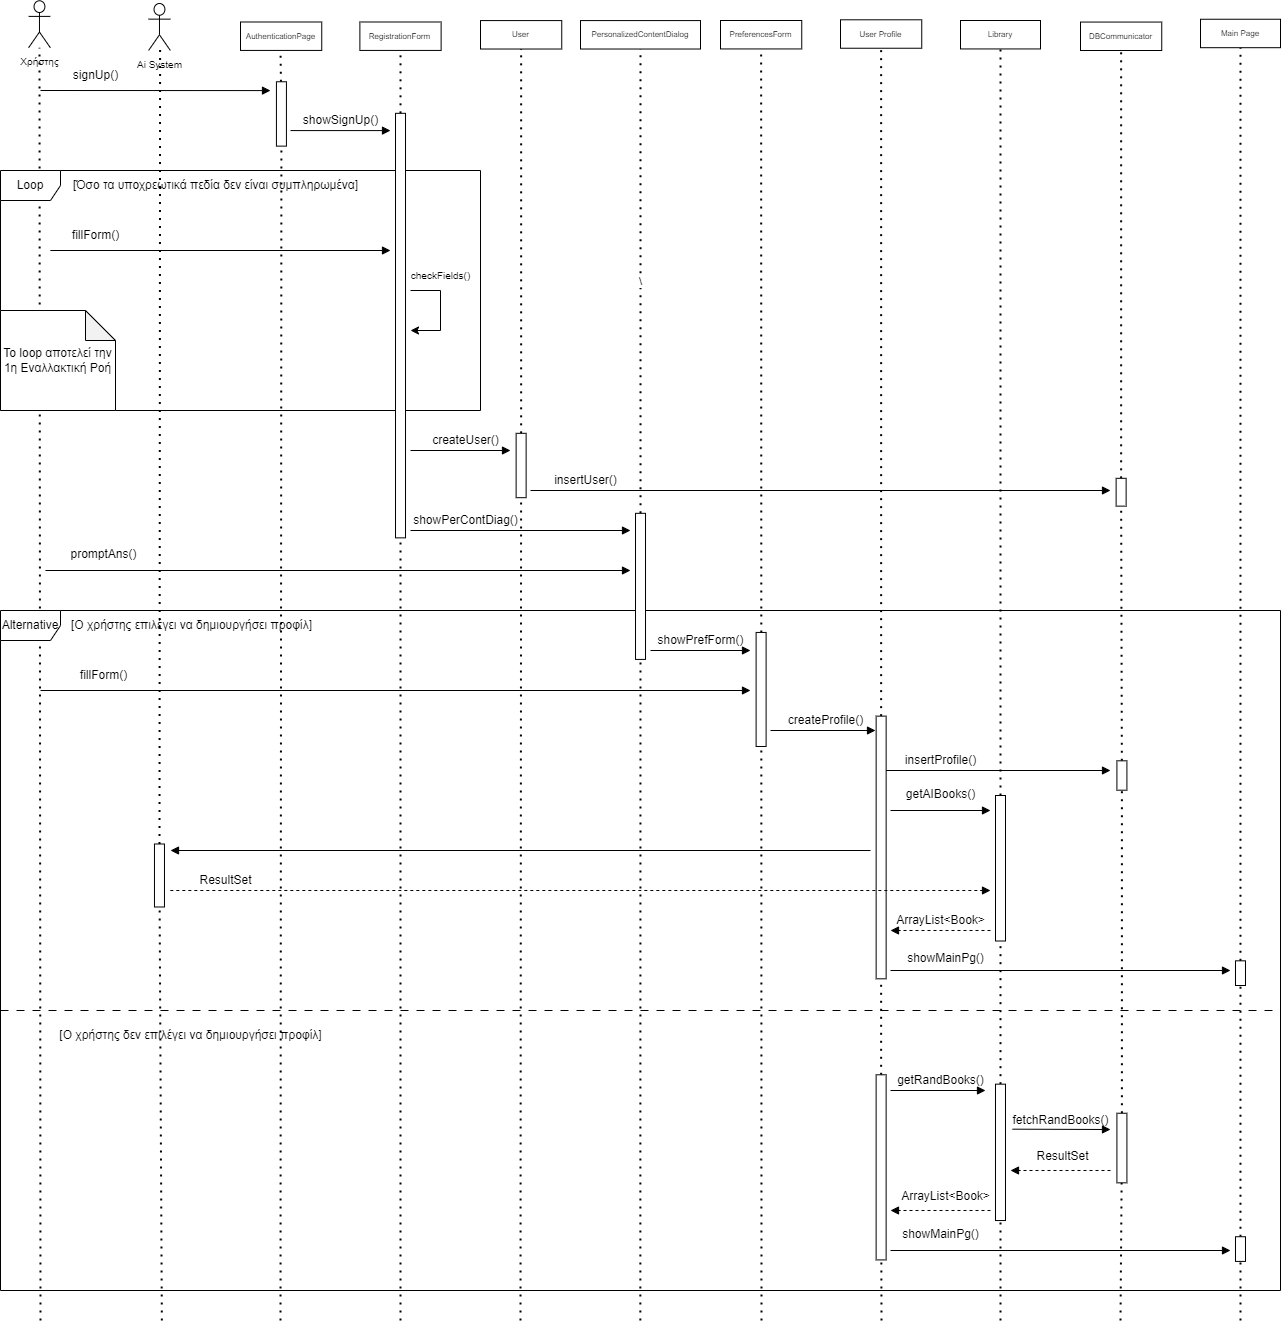 Χρήστης
Ai System
AuthenticationPage
RegistrationForm
User
PersonalizedContentDialog
PreferencesForm
User Profile
Library
DBCommunicator
Main Page
signUp()
showSignUp()
Loop
[Όσο τα υποχρεωτικά πεδία δεν είναι συμπληρωμένα]
fillForm()
checkFields()
\
Το loop αποτελεί την
1η Εναλλακτική Ροή
createUser()
insertUser()
showPerContDiag()
promptAns()
Alternative
[Ο χρήστης επιλέγει να δημιουργήσει προφίλ]
showPrefForm()
fillForm()
createProfile()
insertProfile()
getAIBooks()
ResultSet
ArrayList<Book>
showMainPg()
[Ο χρήστης δεν επιλέγει να δημιουργήσει προφίλ]
getRandBooks()
fetchRandBooks()
ResultSet
ArrayList<Book>
showMainPg()